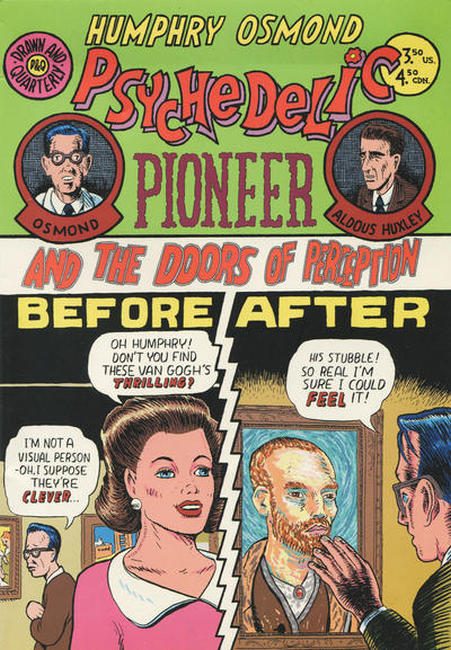 HUMPHRY OSMOND
DRAWN AND
D&Q
QUARTERLY
3.50 US.
4.50 CDN.
PSYCHEDELIC
PIONEER
OSMOND
ALDOUS HUXLEY
AND THE DOORS OF PERCEPTION
BEFORE
AFTER
OH HUMPHRY!
DON'T YOU FIND
THESE VAN GOGH'S
THRILLING?
I'M NOT A
VISUAL PERSON
-OH, I SUPPOSE
THEY'RE
CLEVER...
HIS STUBBLE!
SO REAL I'M
SURE I COULD
FEEL IT!